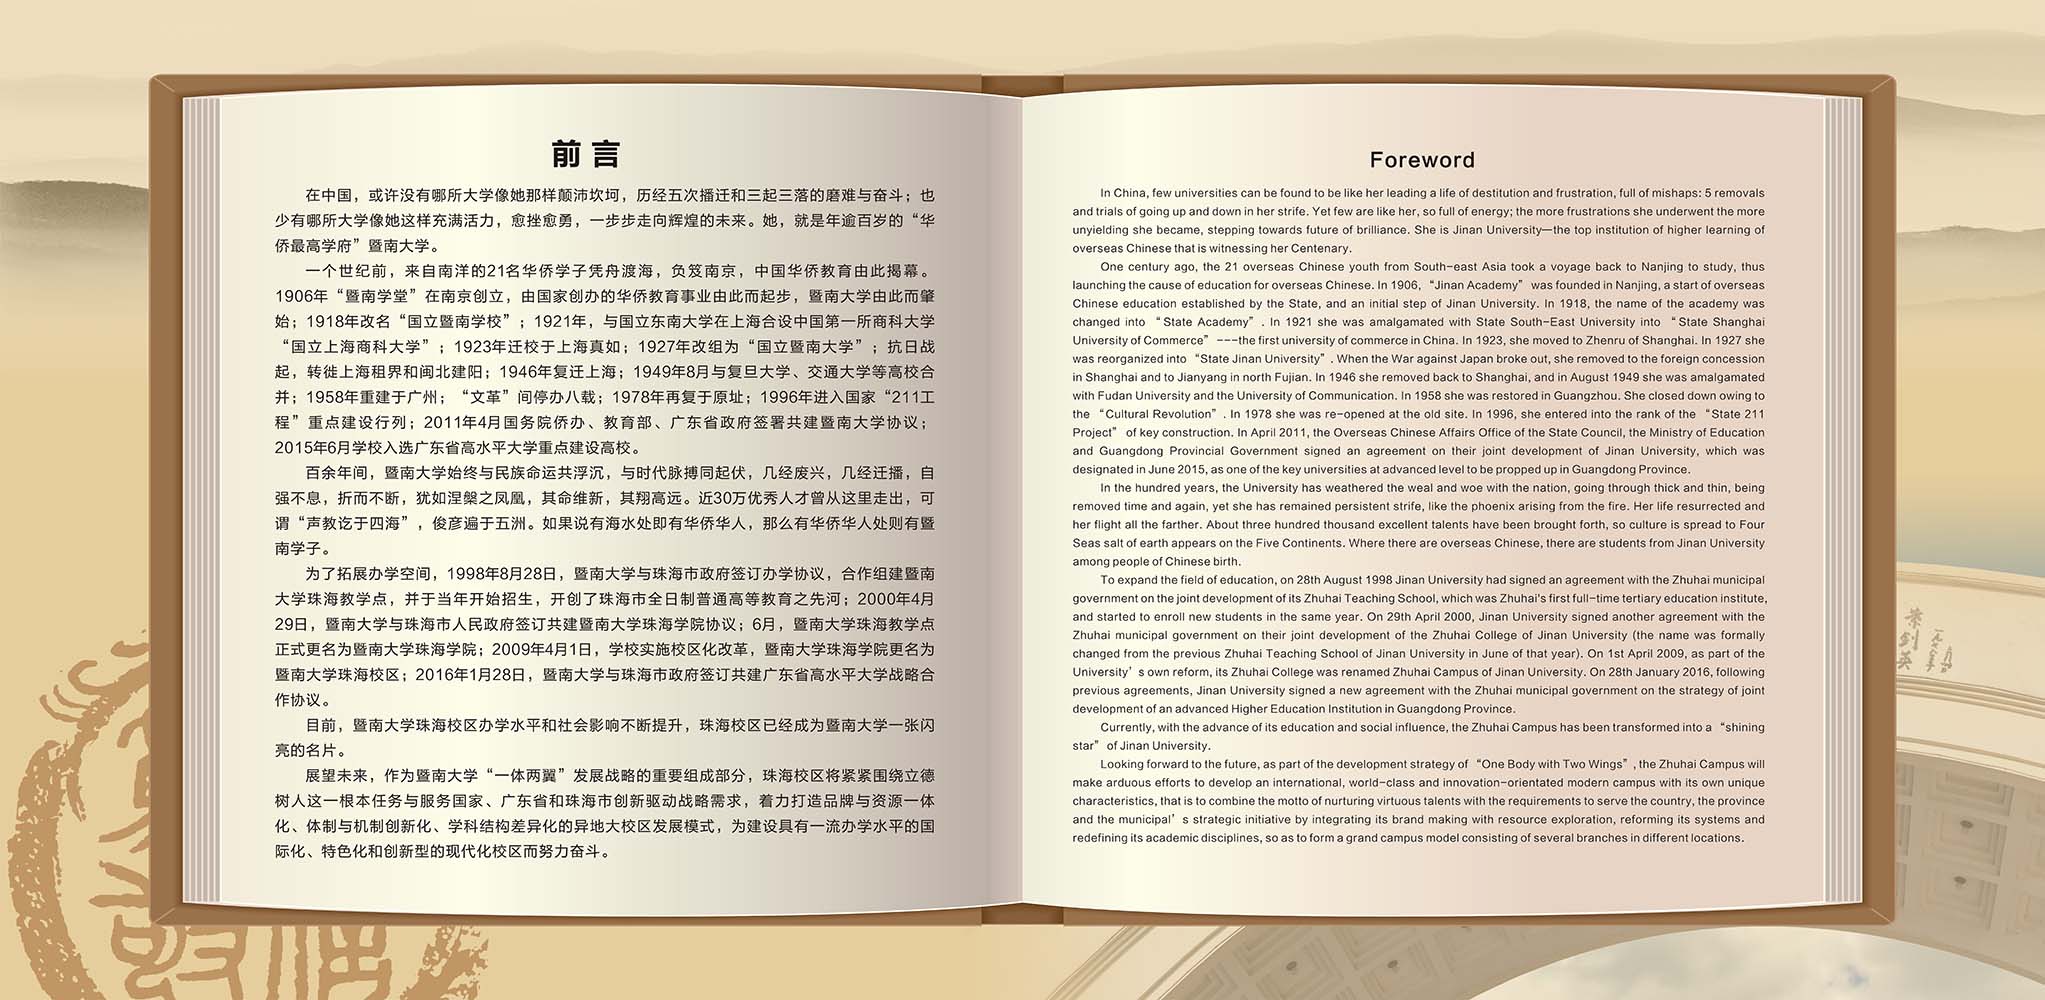 前言
在中国，或许没有哪所大学像她那样颠沛坎坷，历经五次播迁和三起三落的磨难与奋斗；也
少有哪所大学像她这样充满活力，愈挫愈勇，一步步走向辉煌的未来。她，就是年逾百岁的“华
侨最高学府”暨南大学。
一个世纪前，来自南洋的21名华侨学子凭舟渡海，负笈南京，中国华侨教育由此揭幕。
1906年“暨南学堂”在南京创立，由国家创办的华侨教育事业由此而起步，暨南大学由此而肇
始；1918年改名“国立暨南学校”；1921年，与国立东南大学在上海合设中国第一所商科大学
“国立上海商科大学”；1923年迁校于上海真如；1927年改组为“国立暨南大学”；抗日战
起，转徙上海租界和闽北建阳；1946年复迁上海；1949年8月与复旦大学、交通大学等高校合
并；1958年重建于广州；“文革”间停办八载；1978年再复于原址；1996年进入国家“211工
程”重点建设行列；2011年4月国务院侨办、教育部、广东省政府签署共建暨南大学协议；
2015年6月学校入选广东省高水平大学重点建设高校。
百余年间，暨南大学始终与民族命运共浮沉，与时代脉搏同起伏，几经废兴，几经迁播，自
强不息，折而不断，犹如涅槃之凤凰，其命维新，其翔高远。近30万优秀人才曾从这里走出，可
谓“声教讫于四海”，俊彦遍于五洲。如果说有海水处即有华侨华人，那么有华侨华人处则有暨
南学子。
为了拓展办学空间，1998年8月28日，暨南大学与珠海市政府签订办学协议，合作组建暨南
大学珠海教学点，并于当年开始招生，开创了珠海市全日制普通高等教育之先河；2000年4月
29日，暨南大学与珠海市人民政府签订共建暨南大学珠海学院协议；6月，暨南大学珠海教学点
正式更名为暨南大学珠海学院；2009年4月1日，学校实施校区化改革，暨南大学珠海学院更名为
暨南大学珠海校区；2016年1月28日，暨南大学与珠海市政府签订共建广东省高水平大学战略合
作协议。
目前，暨南大学珠海校区办学水平和社会影响不断提升，珠海校区已经成为暨南大学一张闪
亮的名片。
展望未来，作为暨南大学“一体两翼”发展战略的重要组成部分，珠海校区将紧紧围绕立德
树人这一根本任务与服务国家、广东省和珠海市创新驱动战略需求，着力打造品牌与资源一体
化、体制与机制创新化、学科结构差异化的异地大校区发展模式，为建设具有一流办学水平的国
际化、特色化和创新型的现代化校区而努力奋斗。
Foreword
In China, few universities can be found to be like her leading a life of destitution and frustration, full of mishaps: 5 removals
and trials of going up and down in her strife. Yet few are like her, so full of energy; the more frustrations she underwent the more
unyielding she became, stepping towards future of brilliance. She is Jinan University—the top institution of higher learning of
overseas Chinese that is witnessing her Centenary.
One century ago, the 21 overseas Chinese youth from South-east Asia took a voyage back to Nanjing to study, thus
launching the cause of education for overseas Chinese. In 1906, “Jinan Academy” was founded in Nanjing, a start of overseas
Chinese education established by the State, and an initial step of Jinan University. In 1918, the name of the academy was
changed into “State Academy”. In 1921 she was amalgamated with State South-East University into “State Shanghai
University of Commerce” ---the first university of commerce in China. In 1923, she moved to Zhenru of Shanghai. In 1927 she
was reorganized into “State Jinan University”. When the War against Japan broke out, she removed to the foreign concession
in Shanghai and to Jianyang in north Fujian. In 1946 she removed back to Shanghai, and in August 1949 she was amalgamated
with Fudan University and the University of Communication. In 1958 she was restored in Guangzhou. She closed down owing to
the “Cultural Revolution”. In 1978 she was re-opened at the old site. In 1996, she entered into the rank of the “State 211
Project” of key construction. In April 2011, the Overseas Chinese Affairs Office of the State Council, the Ministry of Education
and Guangdong Provincial Government signed an agreement on their joint development of Jinan University, which was
designated in June 2015, as one of the key universities at advanced level to be propped up in Guangdong Province.
In the hundred years, the University has weathered the weal and woe with the nation, going through thick and thin, being
removed time and again, yet she has remained persistent strife, like the phoenix arising from the fire. Her life resurrected and
her flight all the farther. About three hundred thousand excellent talents have been brought forth, so culture is spread to Four
Seas salt of earth appears on the Five Continents. Where there are overseas Chinese, there are students from Jinan University
among people of Chinese birth.
To expand the field of education, on 28th August 1998 Jinan University had signed an agreement with the Zhuhai municipal
government on the joint development of its Zhuhai Teaching School, which was Zhuhai's first full-time tertiary education institute,
and started to enroll new students in the same year. On 29th April 2000, Jinan University signed another agreement with the
Zhuhai municipal government on their joint development of the Zhuhai College of Jinan University (the name was formally
changed from the previous Zhuhai Teaching School of Jinan University in June of that year). On 1st April 2009, as part of the
University’s own reform, its Zhuhai College was renamed Zhuhai Campus of Jinan University. On 28th January 2016, following
previous agreements, Jinan University signed a new agreement with the Zhuhai municipal government on the strategy of joint
development of an advanced Higher Education Institution in Guangdong Province.
Currently, with the advance of its education and social influence, the Zhuhai Campus has been transformed into a “shining
star” of Jinan University.
Looking forward to the future, as part of the development strategy of “One Body with Two Wings”, the Zhuhai Campus will
make arduous efforts to develop an international, world-class and innovation-orientated modern campus with its own unique
characteristics, that is to combine the motto of nurturing virtuous talents with the requirements to serve the country, the province
and the municipal’s strategic initiative by integrating its brand making with resource exploration, reforming its systems and
redefining its academic disciplines, so as to form a grand campus model consisting of several branches in different locations.
叶剑英